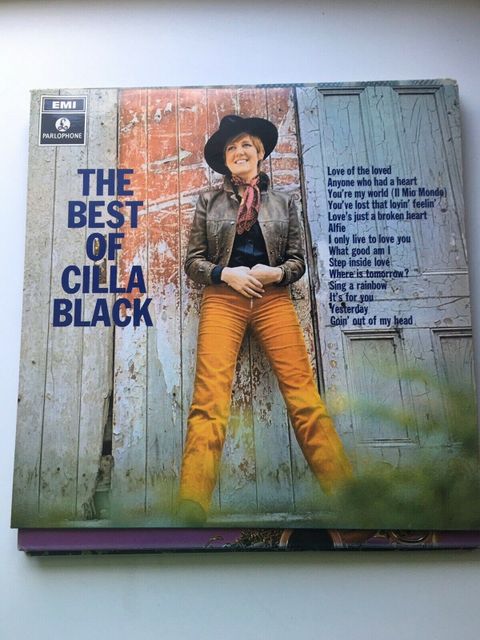 EMI
PARLOPHONE
THE
BEST
OF
CILLA
BLACK
Love of the loved
Anyone who had a heart
You're my world (Il Mio Mondo)
You've lost that lovin' feelin'
Love's just a broken heart
Alfie
I only live to love you
What good am I
Step inside love
Where is tomorrow?
Sing a rainbow
It's for you
Yesterday
Goin' out of my head